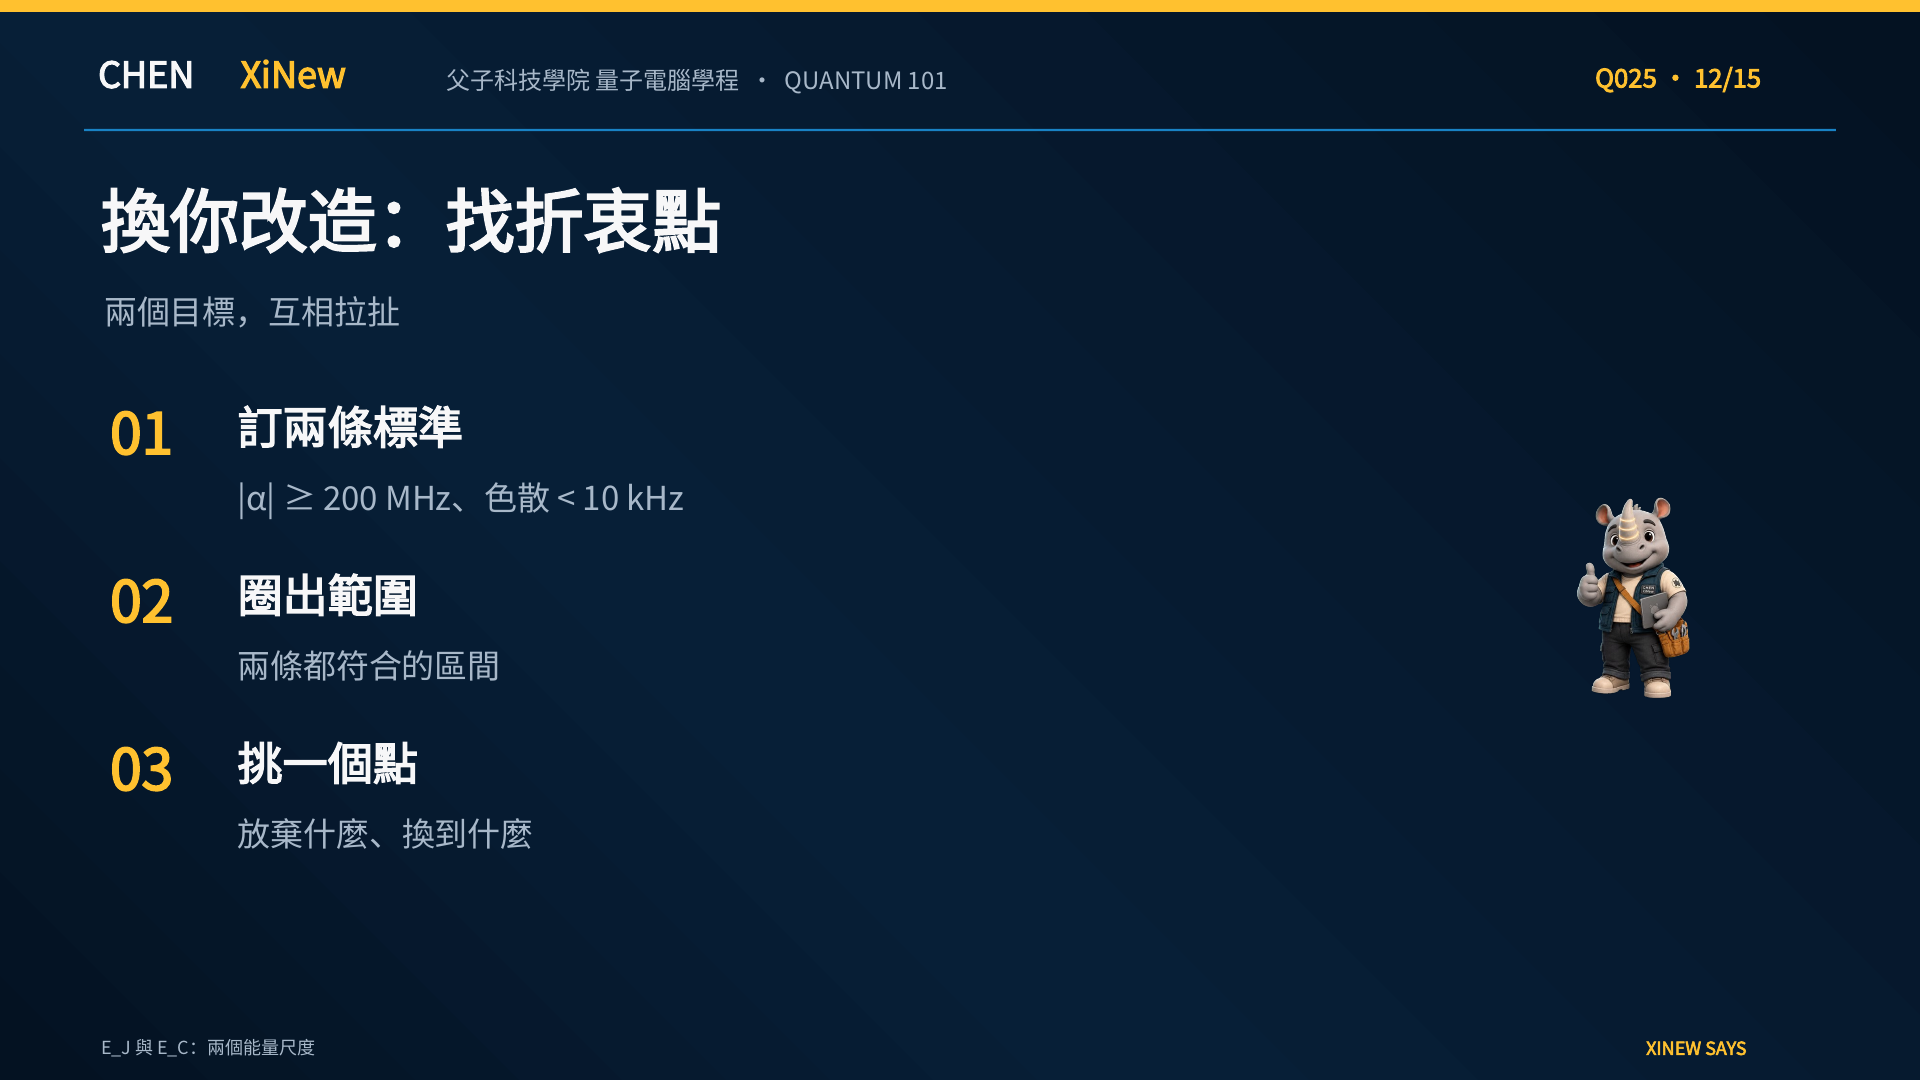 CHEN XiNew 父子科技學院 量子電腦學程 · QUANTUM 101 Q025 · 12/15
換你改造：找折衷點
兩個目標，互相拉扯
01 訂兩條標準
|α| ≥ 200 MHz、色散 < 10 kHz
02 圈出範圍
兩條都符合的區間
03 挑一個點
放棄什麼、換到什麼
E_J 與 E_C：兩個能量尺度 XINEW SAYS